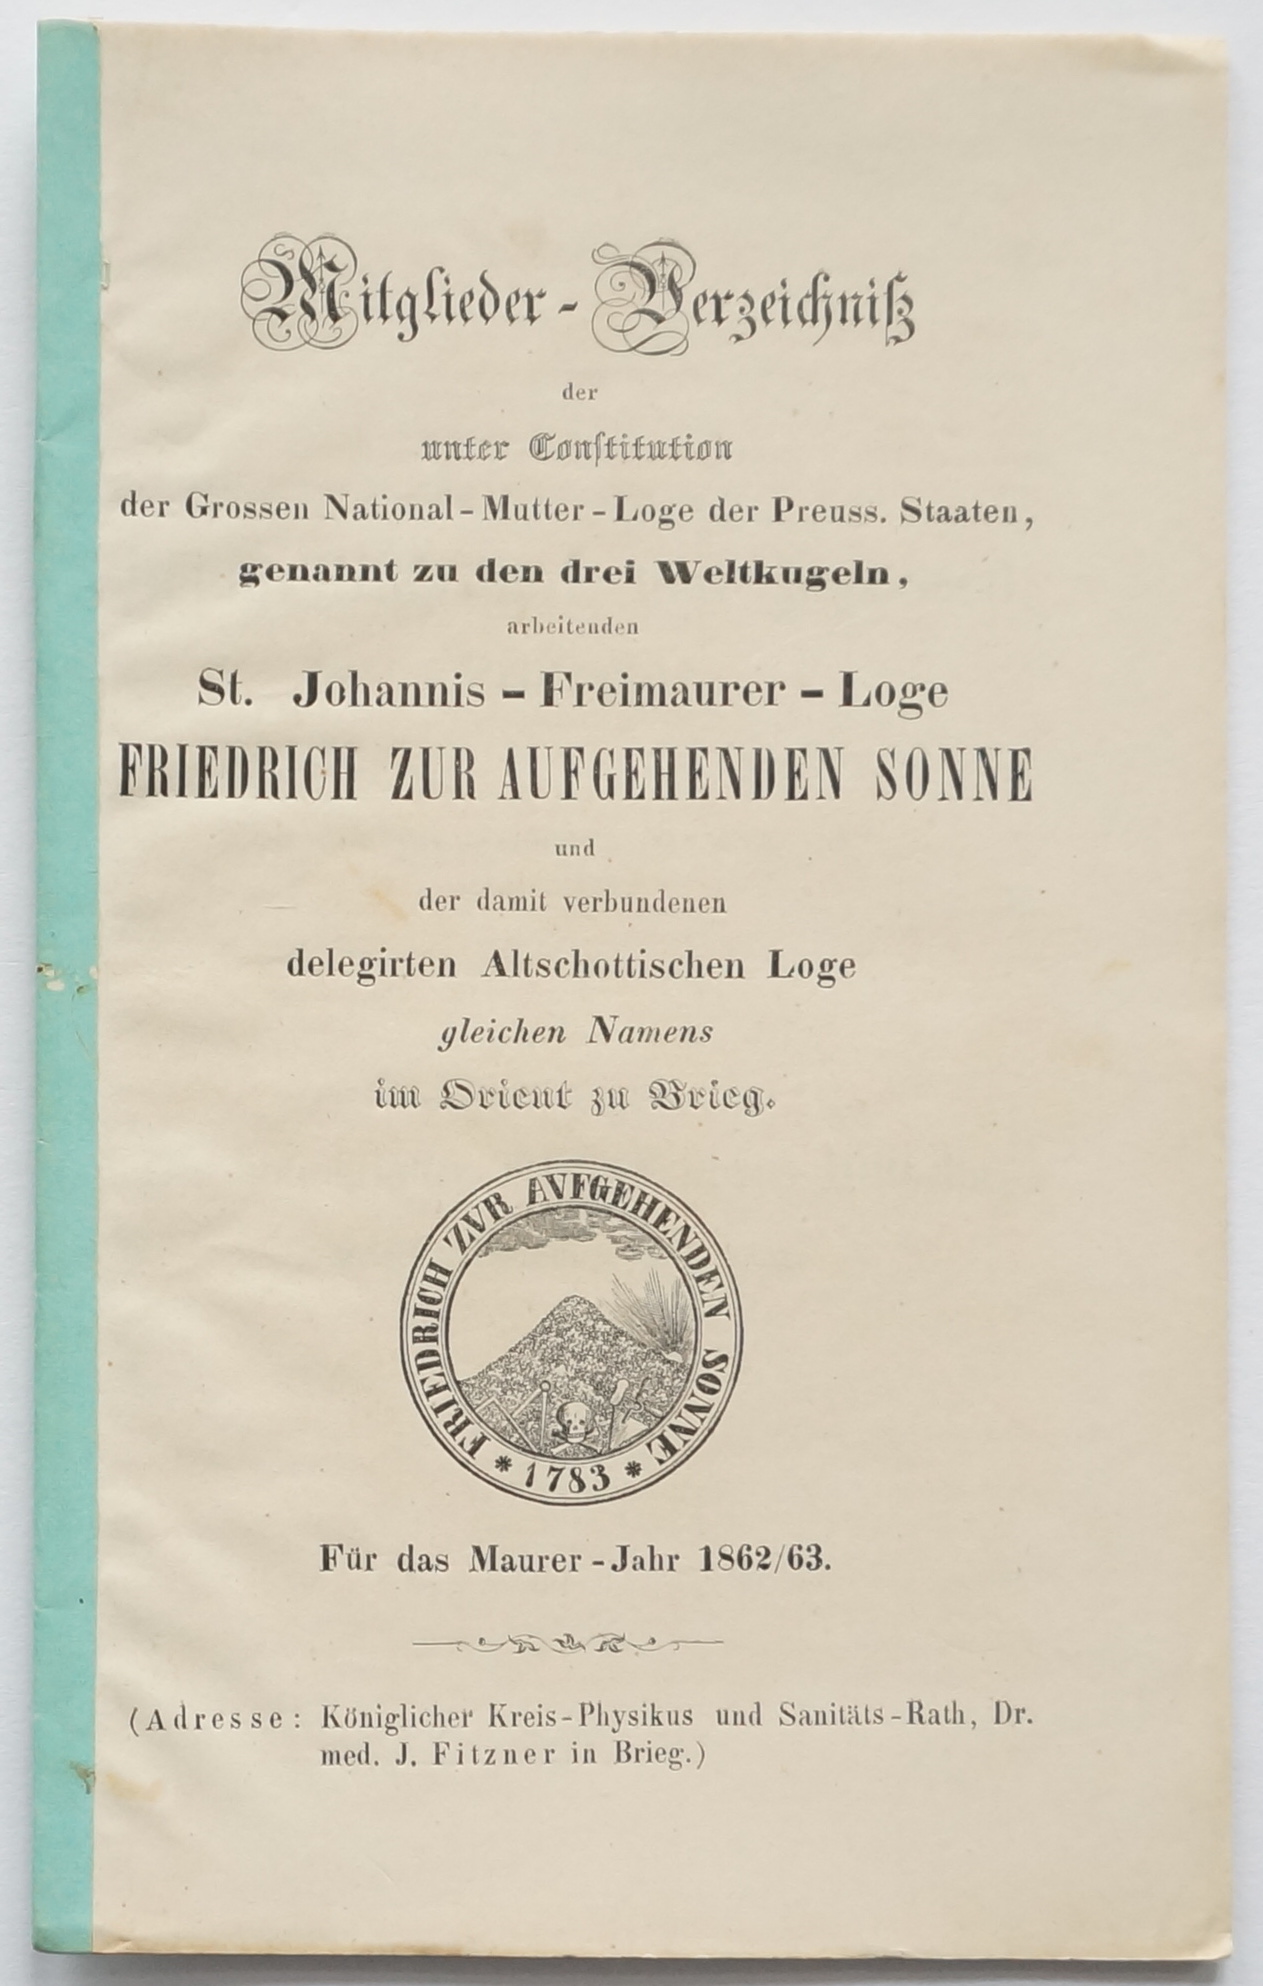 Mitglieder-Verzeichniß
der
unter Constitution
der Grossen National-Mutter-Loge der Preuss. Staaten,
genannt zu den drei Weltkugeln,
arbeitenden
St. Johannis-Freimaurer-Loge
FRIEDRICH ZUR AUFGEHENDEN SONNE
und
der damit verbundenen
delegirten Altschottischen Loge
gleichen Namens
im Orient zu Brieg.
FRIEDRICH ZVR AVFGEHENDEN SONNE
* 1783 *
Für das Maurer-Jahr 1862/63.
(Adresse: Königlicher Kreis-Physikus und Sanitäts-Rath, Dr.
med. J. Fitzner in Brieg.)